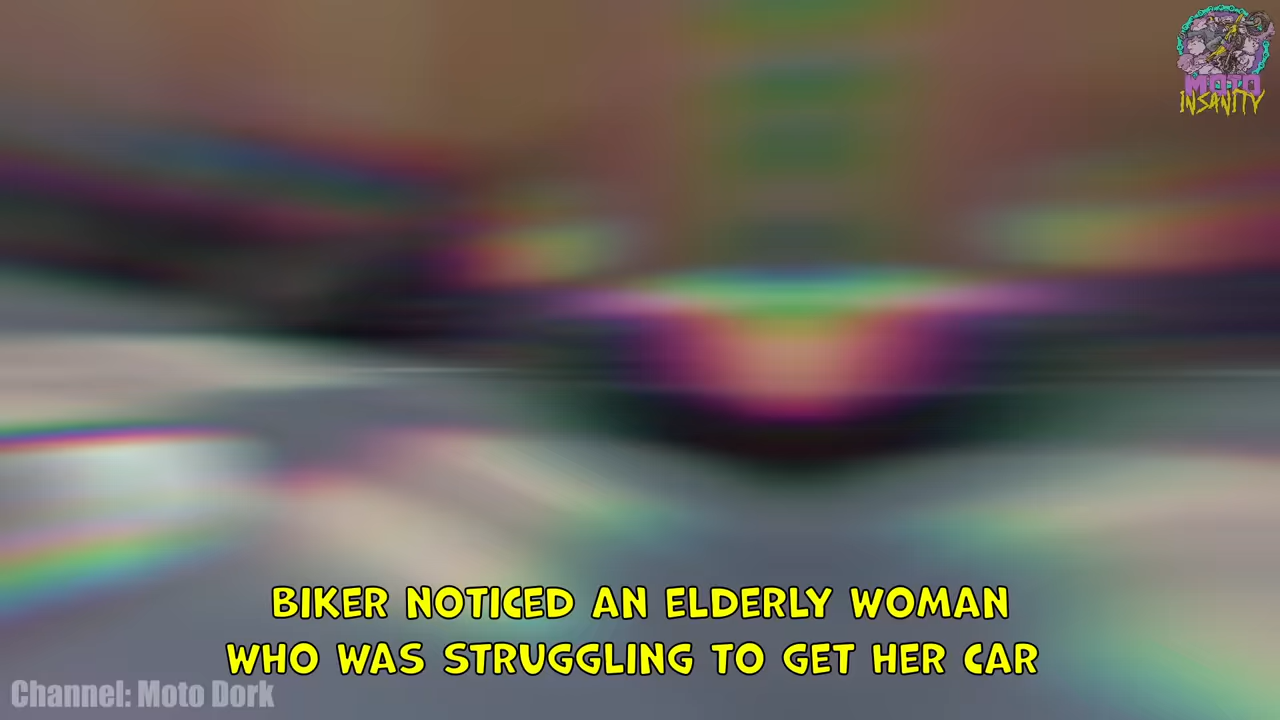 MOTO
INSANITY
BIKER NOTICED AN ELDERLY WOMAN
WHO WAS STRUGGLING TO GET HER CAR
Channel: Moto Dork